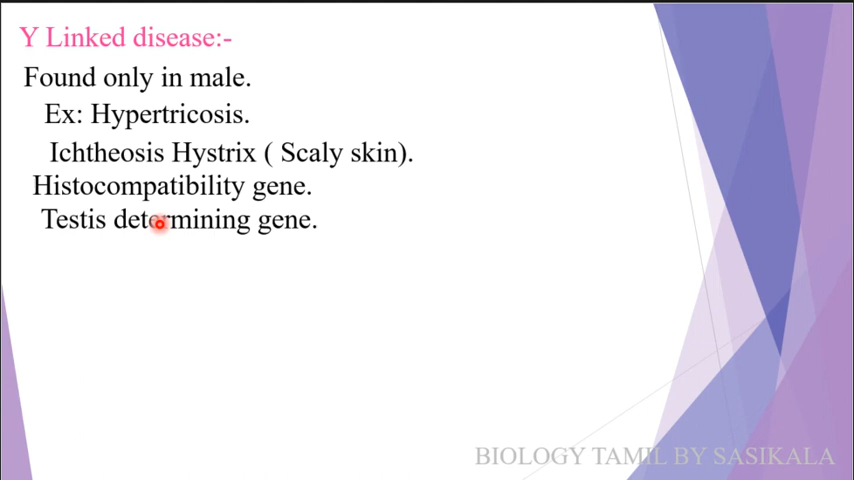 Y Linked disease:-
Found only in male.
Ex: Hypertricosis.
Ichtheosis Hystrix ( Scaly skin).
Histocompatibility gene.
Testis determining gene.
BIOLOGY TAMIL BY SASIKALA